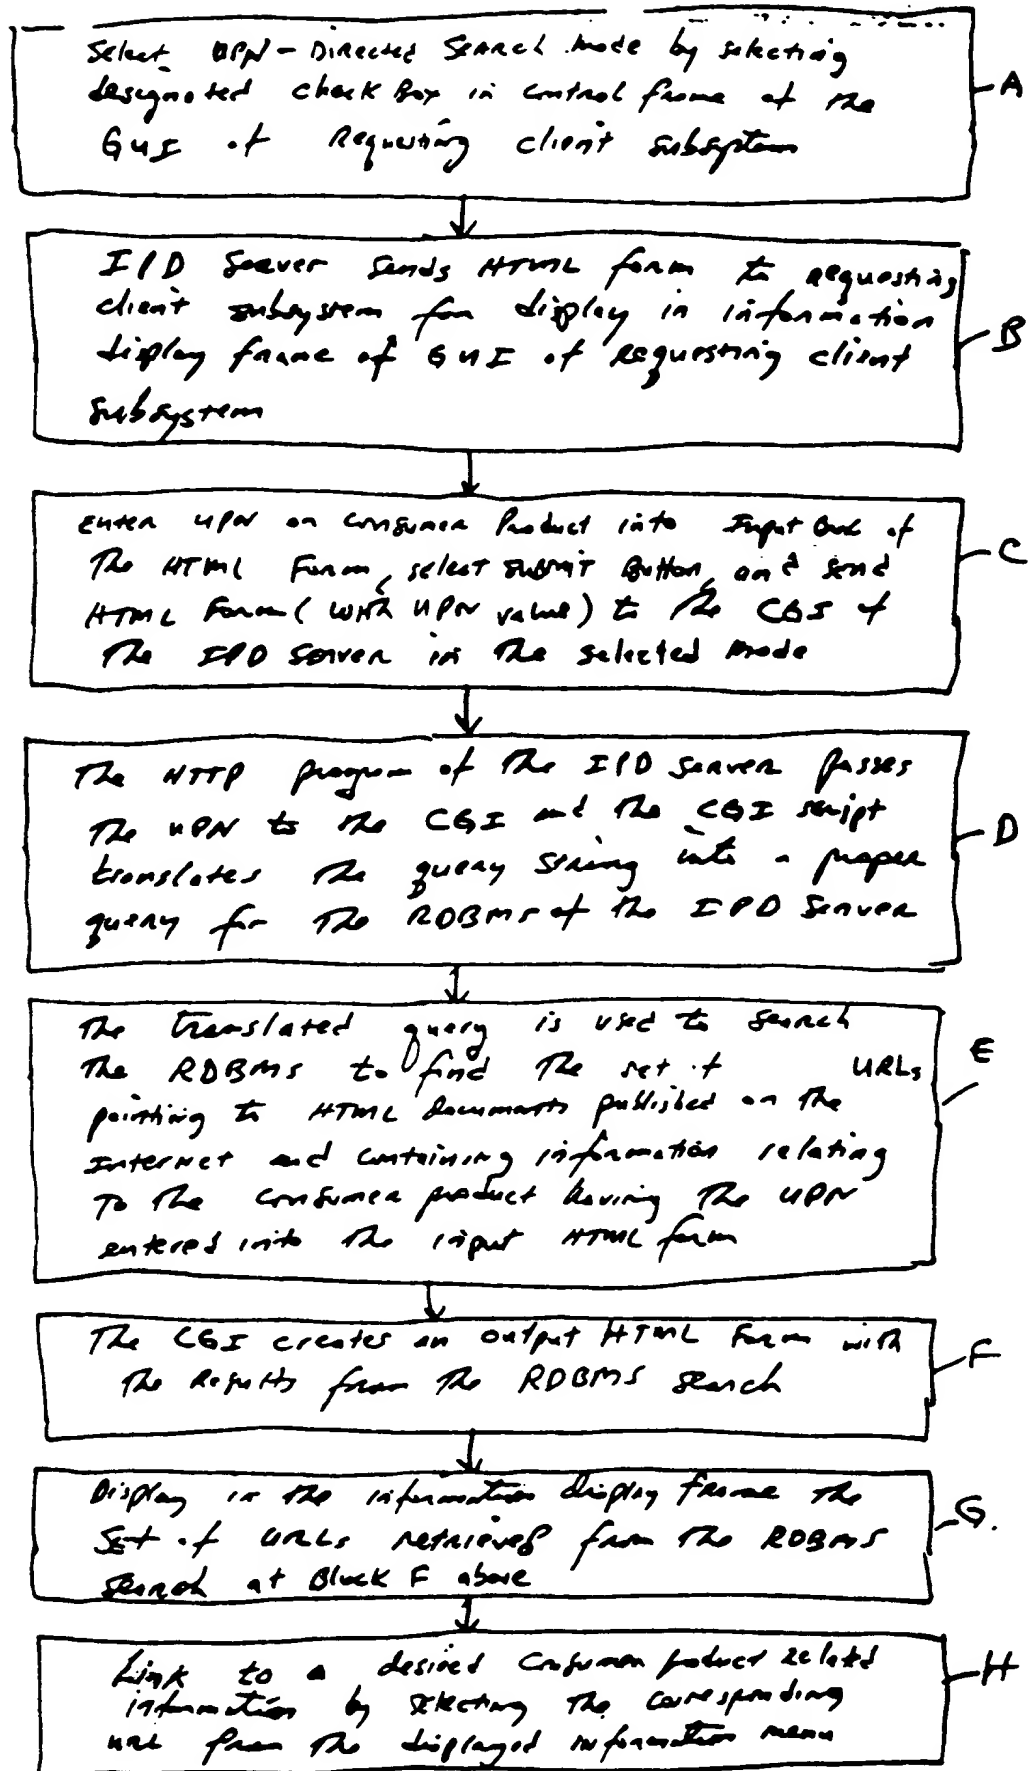 Select UPN - Directed Search mode by selecting
designated check Box in control frame of the
GUI of Requesting client subsystem
A
IPD Server sends HTML form to requesting
client subsystem for display in information
display frame of GUI of Requesting client
subsystem
B
Enter UPN on Consumer Product into Input Box of
The HTML Form, select submit Button, and send
HTML Form (with UPN value) to the CGI of
The IPD Server in the selected mode
C
The HTTP program of the IPD Server passes
The UPN to the CGI and the CGI script
translates the query string into a proper
query for the RDBMS of the IPD Server
D
The translated query is used to search
The RDBMS to find the set of URLs
pointing to HTML documents published on the
Internet and containing information relating
To the consumer product having the UPN
entered into the input HTML form
E
The CGI creates an output HTML Form with
the Results from the RDBMS search
F
Display in the information display frame the
Set of URLs retrieved from the RDBMS
search at Block F above
G.
Link to a desired consumer product related
information by selecting the corresponding
URL from the displayed information menu
H